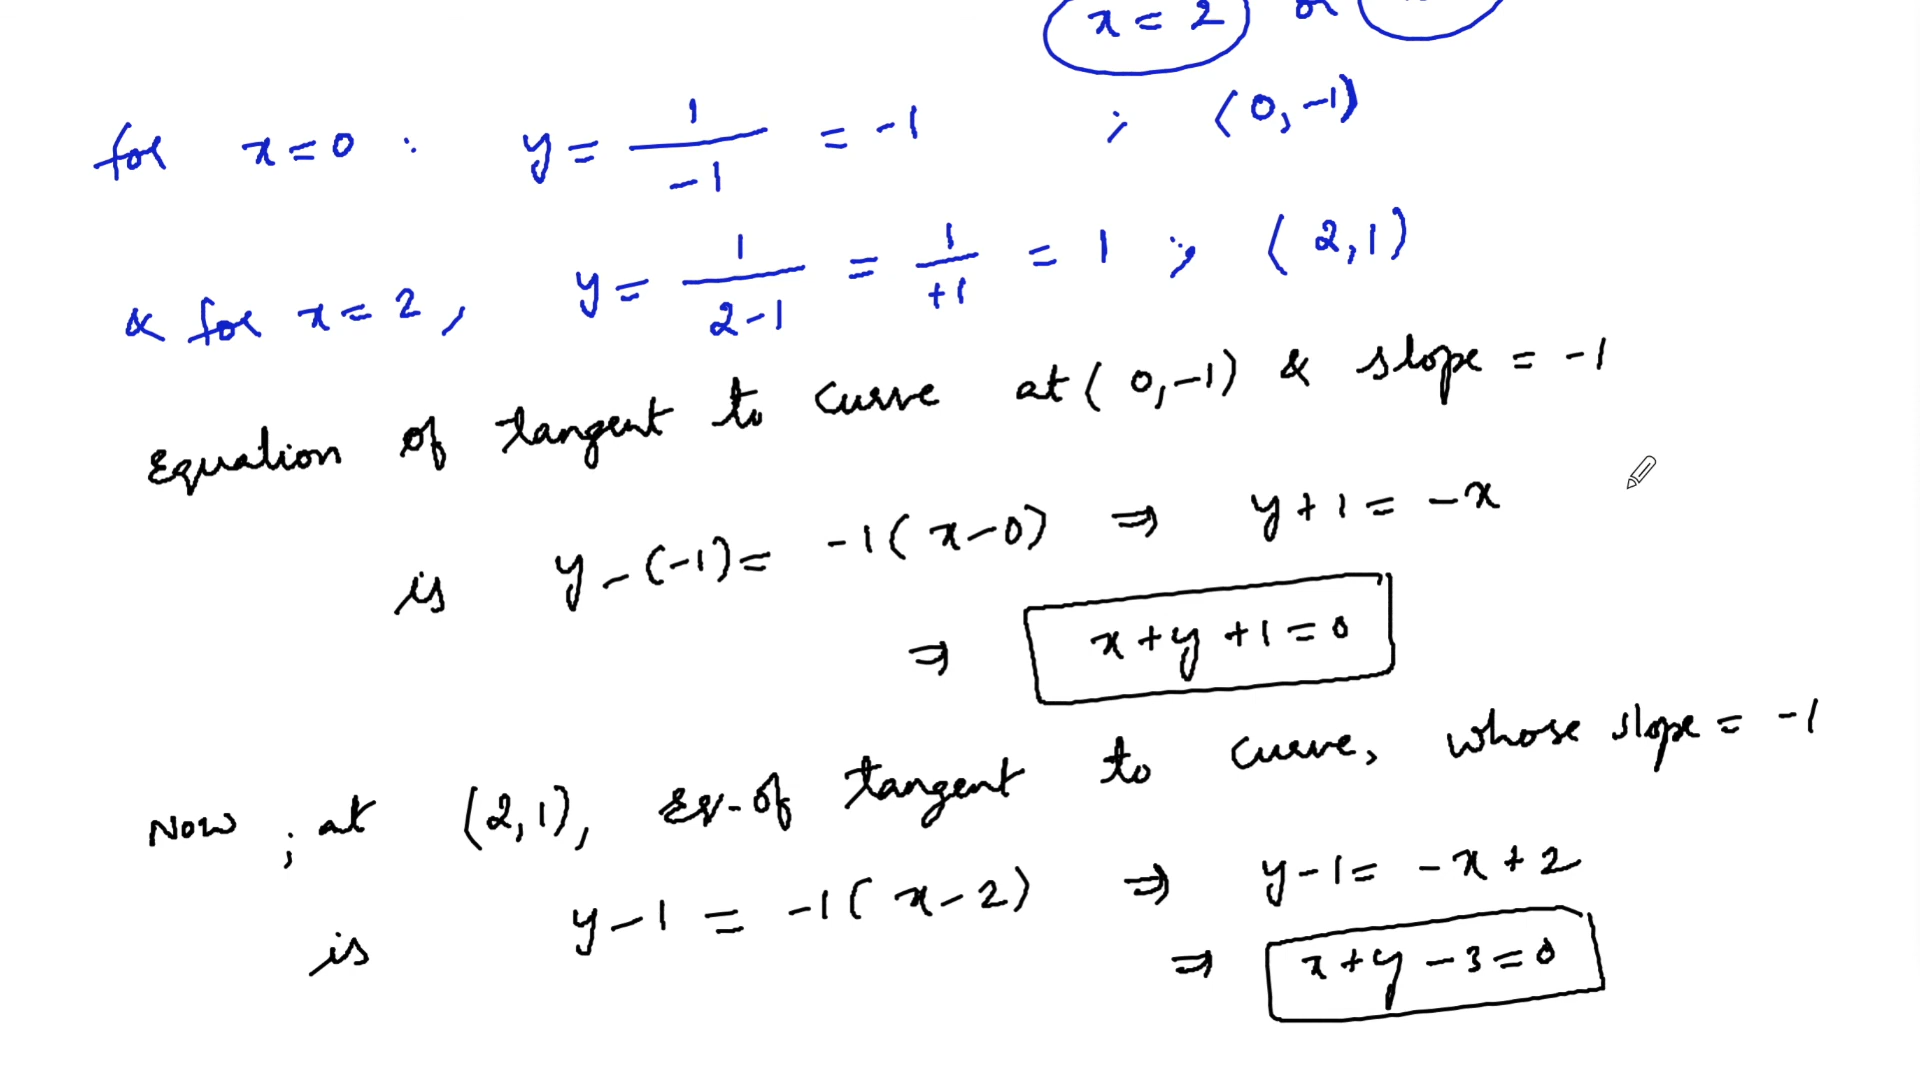 x = 2 or
for x = 0 : y = 1/-1 = -1 ; (0, -1)
& for x = 2, y = 1/(2-1) = 1/+1 = 1 ; (2, 1)
Equation of tangent to curve at (0, -1) & slope = -1
is y - (-1) = -1(x - 0) ⇒ y + 1 = -x
⇒ x + y + 1 = 0
Now ; at (2, 1), Eq. of tangent to curve, whose slope = -1
is y - 1 = -1(x - 2) ⇒ y - 1 = -x + 2
⇒ x + y - 3 = 0